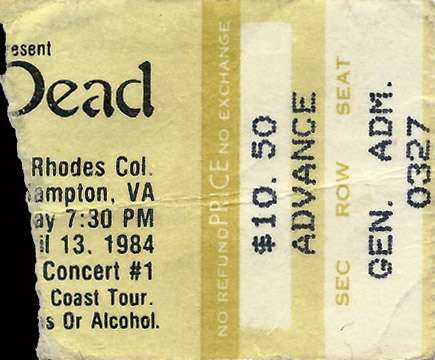 esent
Dead
Rhodes Col.
ampton, VA
ay 7:30 PM
il 13, 1984
Concert #1
Coast Tour.
s Or Alcohol.
NO REFUND PRICE NO EXCHANGE
$10.50
ADVANCE
SEC ROW SEAT
GEN. ADM.
0327